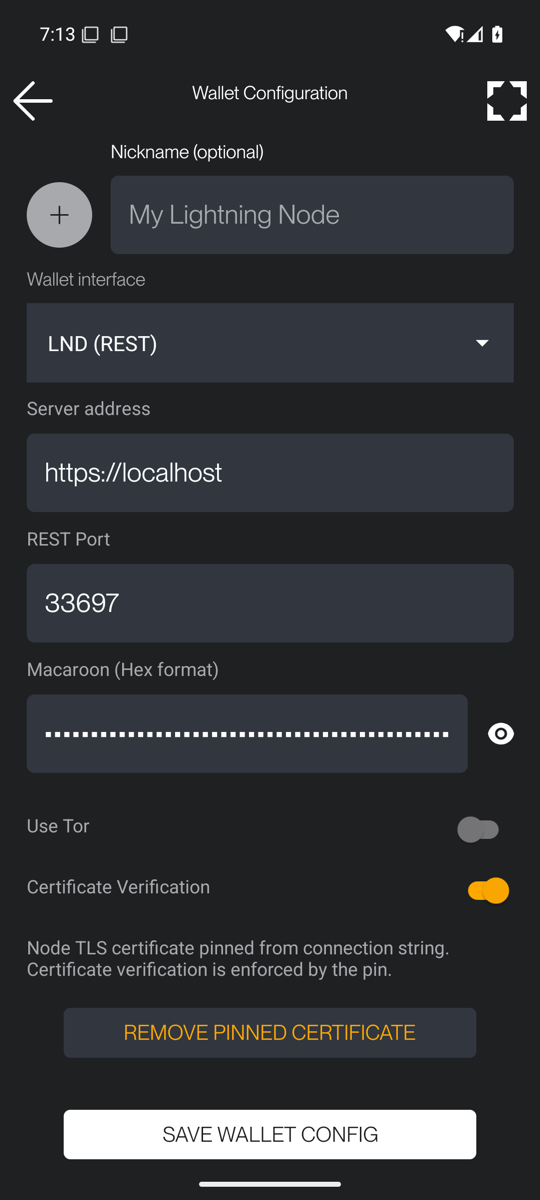 7:13
Wallet Configuration
Nickname (optional)
My Lightning Node
Wallet interface
LND (REST)
Server address
https://localhost
REST Port
33697
Macaroon (Hex format)
Use Tor
Certificate Verification
Node TLS certificate pinned from connection string.
Certificate verification is enforced by the pin.
REMOVE PINNED CERTIFICATE
SAVE WALLET CONFIG